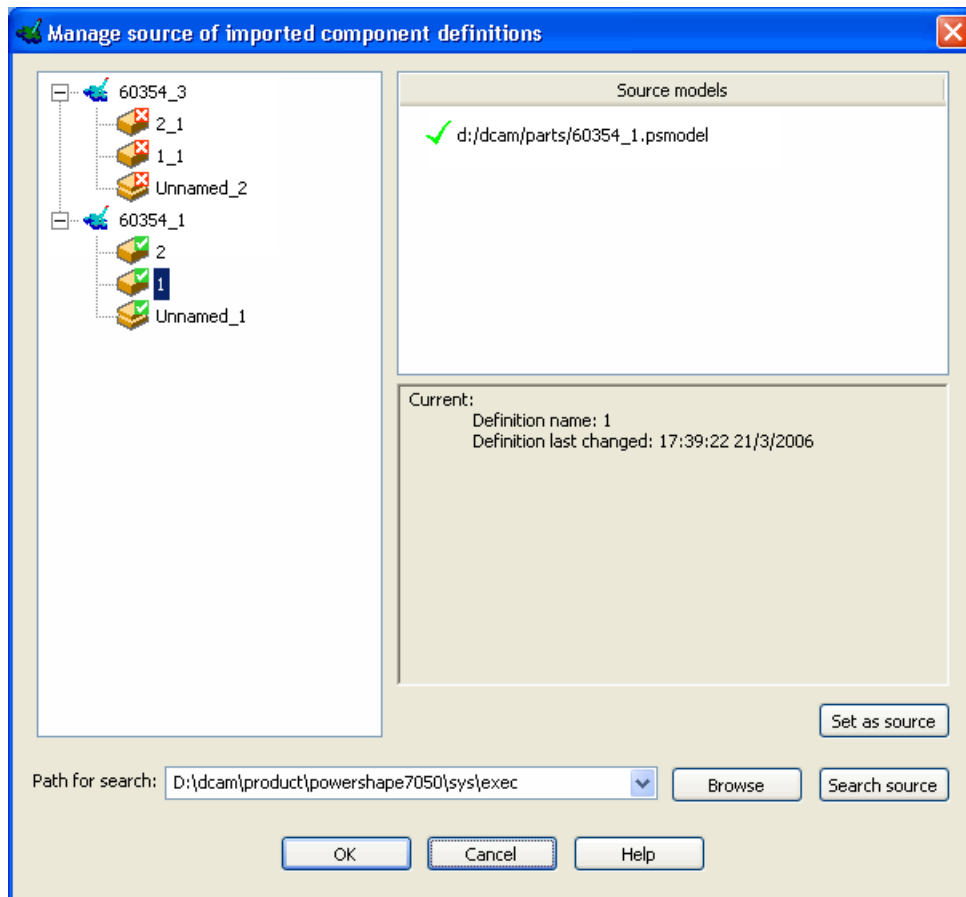 Manage source of imported component definitions
60354_3
2_1
1_1
Unnamed_2
60354_1
2
1
Unnamed_1
Source models
d:/dcam/parts/60354_1.psmodel
Current:
Definition name: 1
Definition last changed: 17:39:22 21/3/2006
Set as source
Path for search: D:\dcam\product\powershape7050\sys\exec Browse Search source
OK Cancel Help